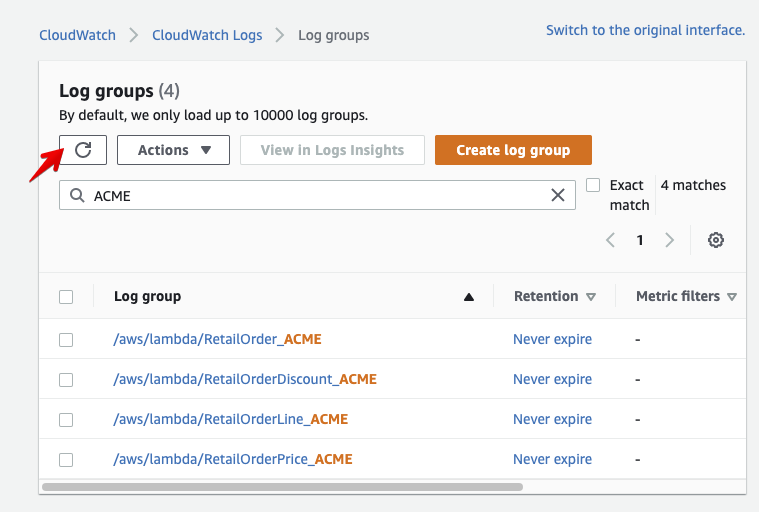 CloudWatch > CloudWatch Logs > Log groups
Switch to the original interface.
Log groups (4)
By default, we only load up to 10000 log groups.
Actions View in Logs Insights Create log group
ACME
Exact match
4 matches
1
Log group Retention Metric filters
/aws/lambda/RetailOrder_ACME Never expire -
/aws/lambda/RetailOrderDiscount_ACME Never expire -
/aws/lambda/RetailOrderLine_ACME Never expire -
/aws/lambda/RetailOrderPrice_ACME Never expire -